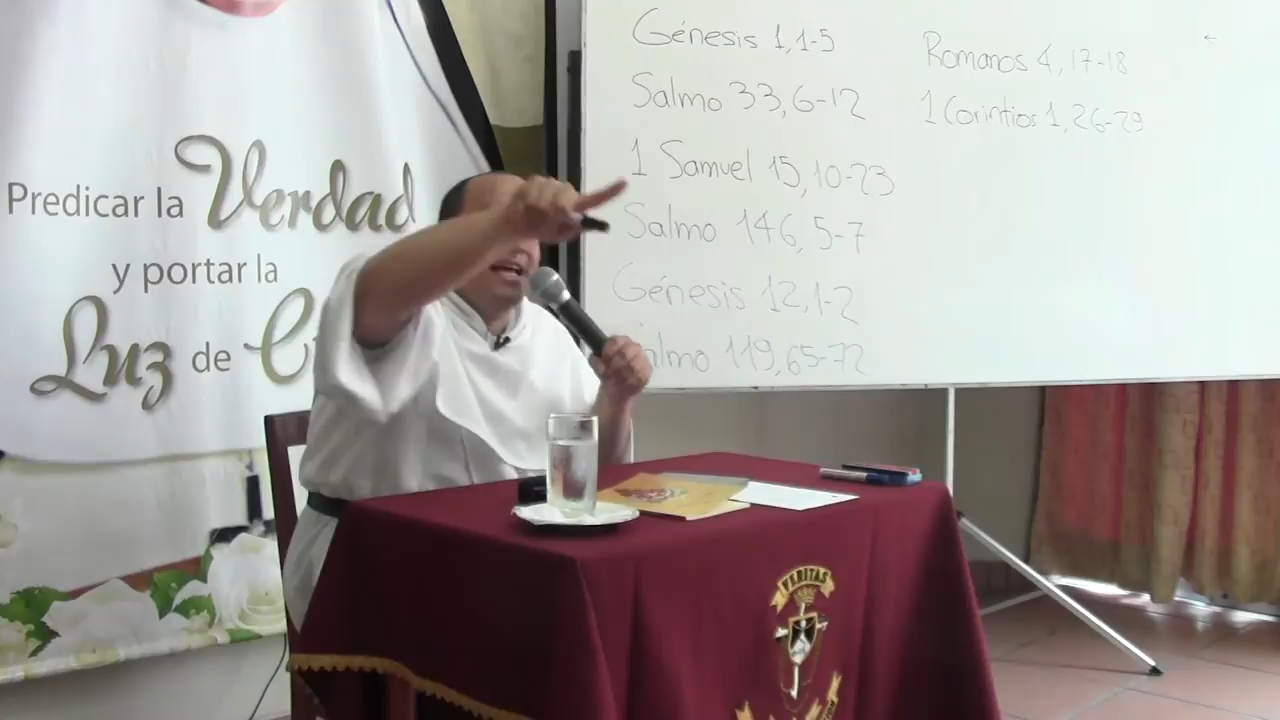 Predicar la Verdad
y portar la
Luz de
Génesis 1,1-5
Salmo 33,6-12
1 Samuel 15,10-23
Salmo 146,5-7
Génesis 12,1-2
Salmo 119,65-72
Romanos 4,17-18
1 Corintios 1,26-29
VERITAS